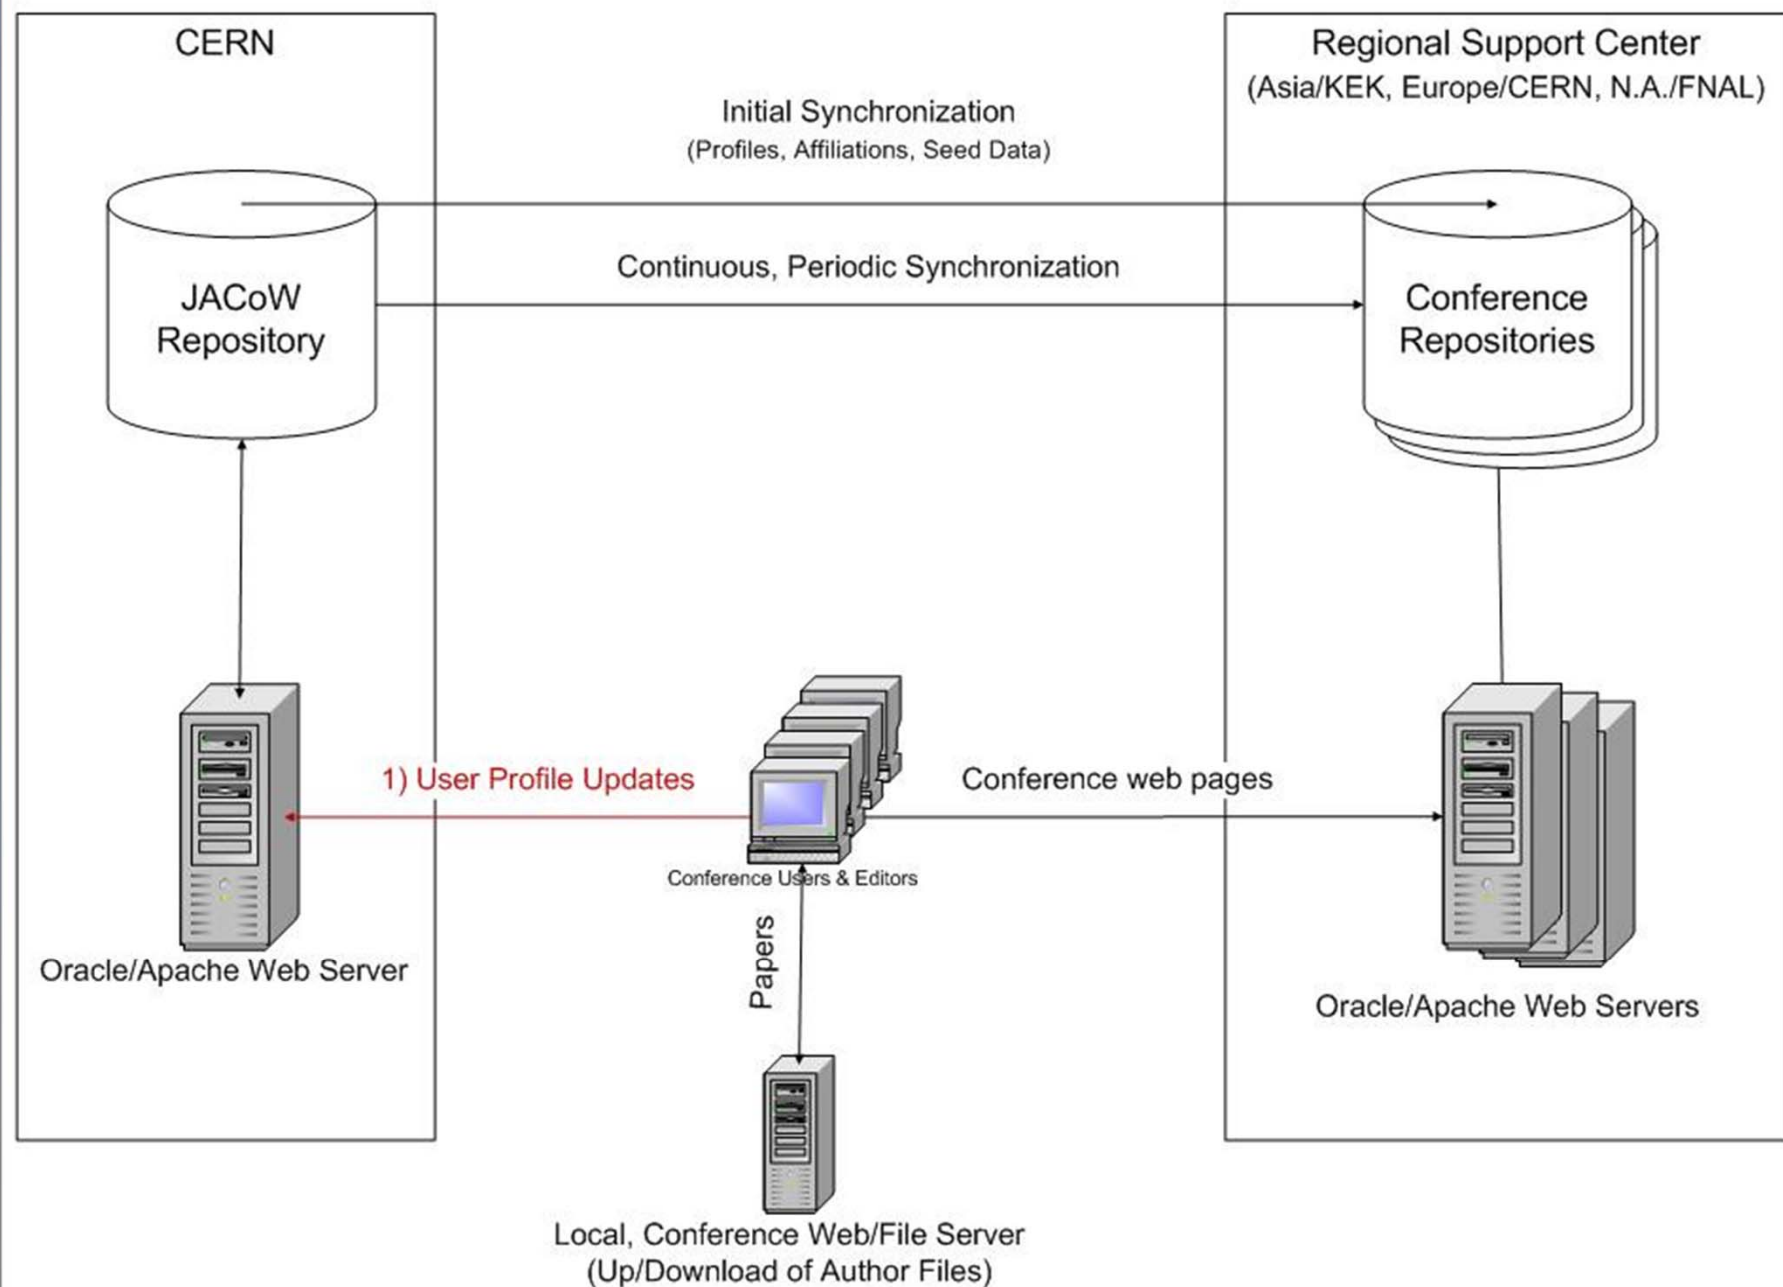 CERN
Regional Support Center
(Asia/KEK, Europe/CERN, N.A./FNAL)
Initial Synchronization
(Profiles, Affiliations, Seed Data)
Continuous, Periodic Synchronization
JACoW
Repository
Conference
Repositories
1) User Profile Updates
Conference web pages
Conference Users & Editors
Papers
Oracle/Apache Web Server
Oracle/Apache Web Servers
Local, Conference Web/File Server
(Up/Download of Author Files)